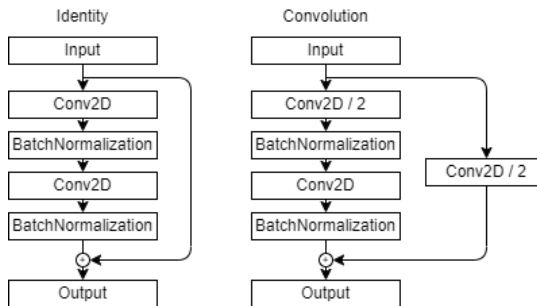 Identity
Input
Conv2D
BatchNormalization
Conv2D
BatchNormalization
+
Output
Convolution
Input
Conv2D / 2
BatchNormalization
Conv2D
BatchNormalization
+
Output
Conv2D / 2